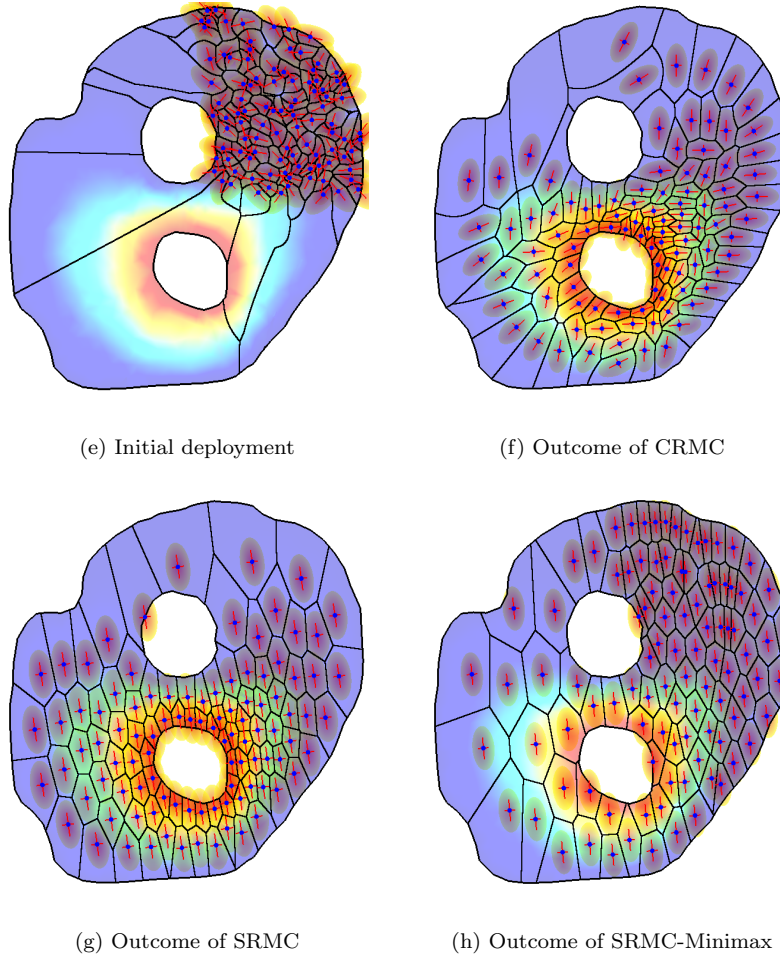 (e) Initial deployment
(f) Outcome of CRMC
(g) Outcome of SRMC
(h) Outcome of SRMC-Minimax